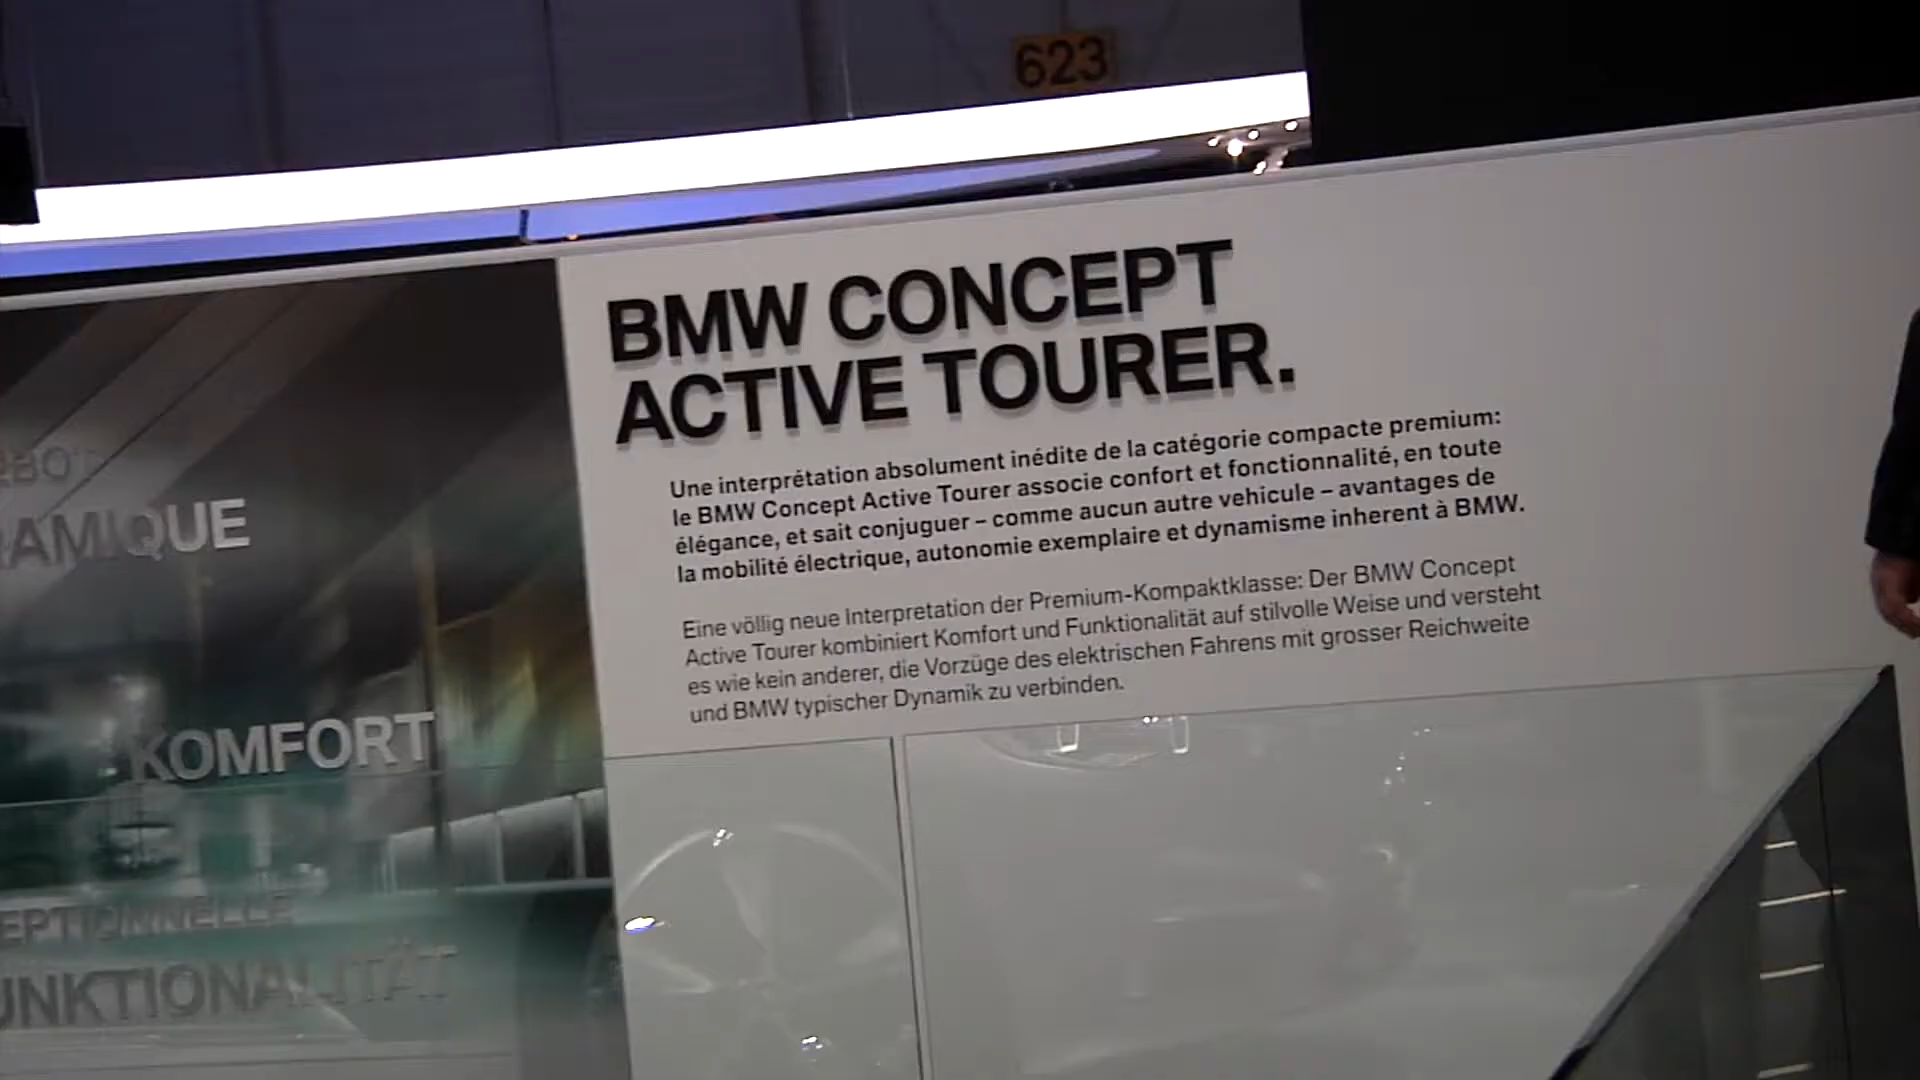 623
BMW CONCEPT
ACTIVE TOURER.
Une interprétation absolument inédite de la catégorie compacte premium:
le BMW Concept Active Tourer associe confort et fonctionnalité, en toute
élégance, et sait conjuguer – comme aucun autre vehicule – avantages de
la mobilité électrique, autonomie exemplaire et dynamisme inherent à BMW.
Eine völlig neue Interpretation der Premium-Kompaktklasse: Der BMW Concept
Active Tourer kombiniert Komfort und Funktionalität auf stilvolle Weise und versteht
es wie kein anderer, die Vorzüge des elektrischen Fahrens mit grosser Reichweite
und BMW typischer Dynamik zu verbinden.
AMIQUE
KOMFORT
EPTIONNELLE
UNKTIONALITÄT